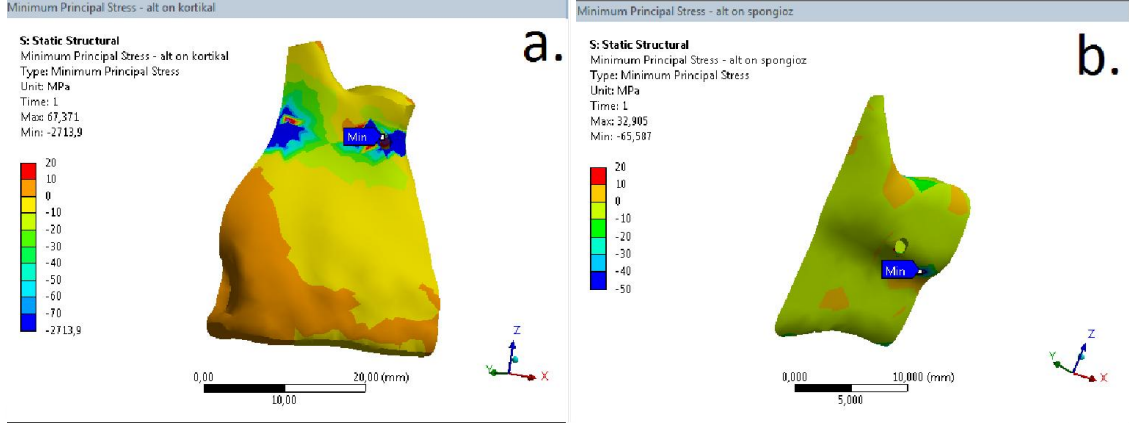 Minimum Principal Stress - alt on kortikal
a.
S: Static Structural
Minimum Principal Stress - alt on kortikal
Type: Minimum Principal Stress
Unit: MPa
Time: 1
Max: 67,371
Min: -2713,9
20
10
0
-10
-20
-30
-40
-50
-60
-70
-2713,9
Min
0,00
20,00 (mm)
10,00
Z
Y
X
Minimum Principal Stress - alt on spongioz
b.
S: Static Structural
Minimum Principal Stress - alt on spongioz
Type: Minimum Principal Stress
Unit: MPa
Time: 1
Max: 32,905
Min: -65,587
20
10
0
-10
-20
-30
-40
-50
Min
0,000
10,000 (mm)
5,000
Z
Y
X